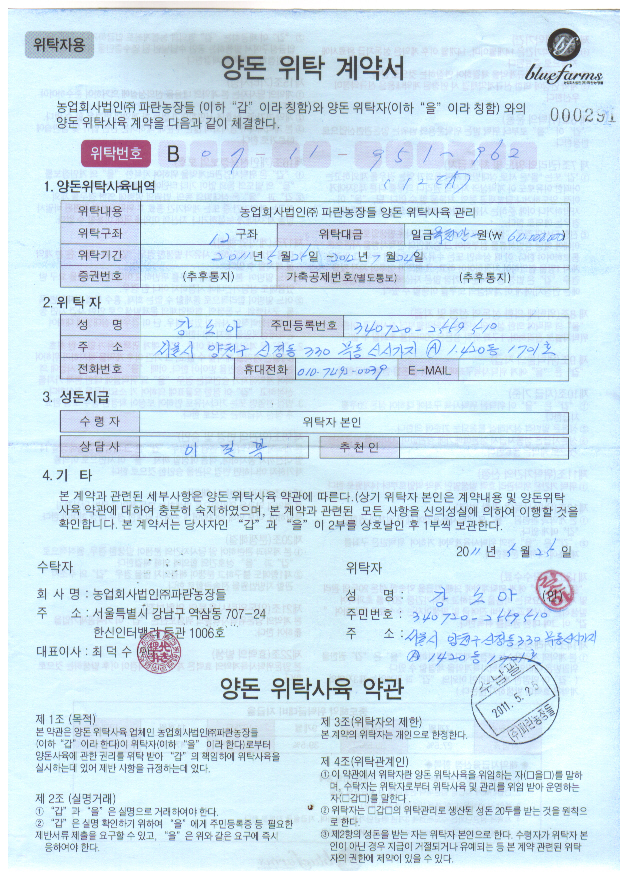 위탁자용
bluefarms
양돈 위탁 계약서
농업회사법인㈜ 파란농장들 (이하 “갑” 이라 칭함)와 양돈 위탁자(이하 “을” 이라 칭함) 와의
양돈 위탁사육 계약을 다음과 같이 체결한다.
000291
위탁번호 B 07-11-951~962
1. 양돈위탁사육내역
위탁내용 농업회사법인㈜ 파란농장들 양돈 위탁사육 관리
위탁구좌 12 구좌 위탁대금 일금 원(₩
위탁기간 2011년 5월 25일 ~2012년 7월 24일
증권번호 (추후통지) 가축공제번호(별도통보) (추후통지)
2. 위 탁 자
성 명 강노아 주민등록번호 340720-2559510
주 소 서울시 양천구 신정동 330 1420동 1701호
전화번호 휴대전화 E-MAIL
3. 성돈지급
수 령 자 위탁자 본인
상 담 사 추 천 인
4. 기 타
본 계약과 관련된 세부사항은 양돈 위탁사육 약관에 따른다.(상기 위탁자 본인은 계약내용 및 양돈위탁
사육 약관에 대하여 충분히 숙지하였으며, 본 계약과 관련된 모든 사항을 신의성실에 의하여 이행할 것을
확인합니다. 본 계약서는 당사자인 “갑” 과 “을” 이 2부를 상호날인 후 1부씩 보관한다.
2011년 5월 25일
수탁자
회 사 명 : 농업회사법인㈜파란농장들
주 소 : 서울특별시 강남구 역삼동 707-24
한신인터밸리 동관 1006호
대표이사 : 최 덕 수
위탁자
성 명 : 강노아 (인)
주민번호 : 340720-2559510
주 소 : 서울시 양천구 신정동 330
1420동 1701호
2011. 5. 25
㈜파란농장들
양돈 위탁사육 약관
제 1조 (목적)
본 약관은 양돈 위탁사육 업체인 농업회사법인㈜파란농장들
(이하 “갑” 이라 한다)이 위탁자(이하 “을” 이라 한다)로부터
양돈사육에 관한 권리를 위탁 받아 “갑” 의 책임하에 위탁사육을
실시하는데 있어 제반 사항을 규정하는데 있다.
제 2조 (실명거래)
① “갑” 과 “을” 은 실명으로 거래하여야 한다.
② “갑” 은 실명 확인하기 위하여 “을” 에게 주민등록증 등 필요한
제반서류 제출을 요구할 수 있고, “을” 은 위와 같은 요구에 즉시
응하여야 한다.
제 3조(위탁자의 제한)
본 계약의 위탁자는 개인으로 한정한다.
제 4조(위탁관계인)
① 이 약관에서 위탁자란 양돈 위탁사육을 위임하는 자(□을□)를 말하
며, 수탁자는 위탁자로부터 위탁사육 및 관리를 위임 받아 운영하는
자(□갑□)를 말한다.
② 위탁자는 □갑□의 위탁관리로 생산된 성돈 20두를 받는 것을 원칙으
로 한다.
③ 제2항의 성돈을 받는 자는 위탁자 본인으로 한다. 수령자가 위탁자 본
인이 아닌 경우 지급이 거절되거나 유예되는 등 본 계약 관련된 위탁
자의 권한에 제약이 있을 수 있다.